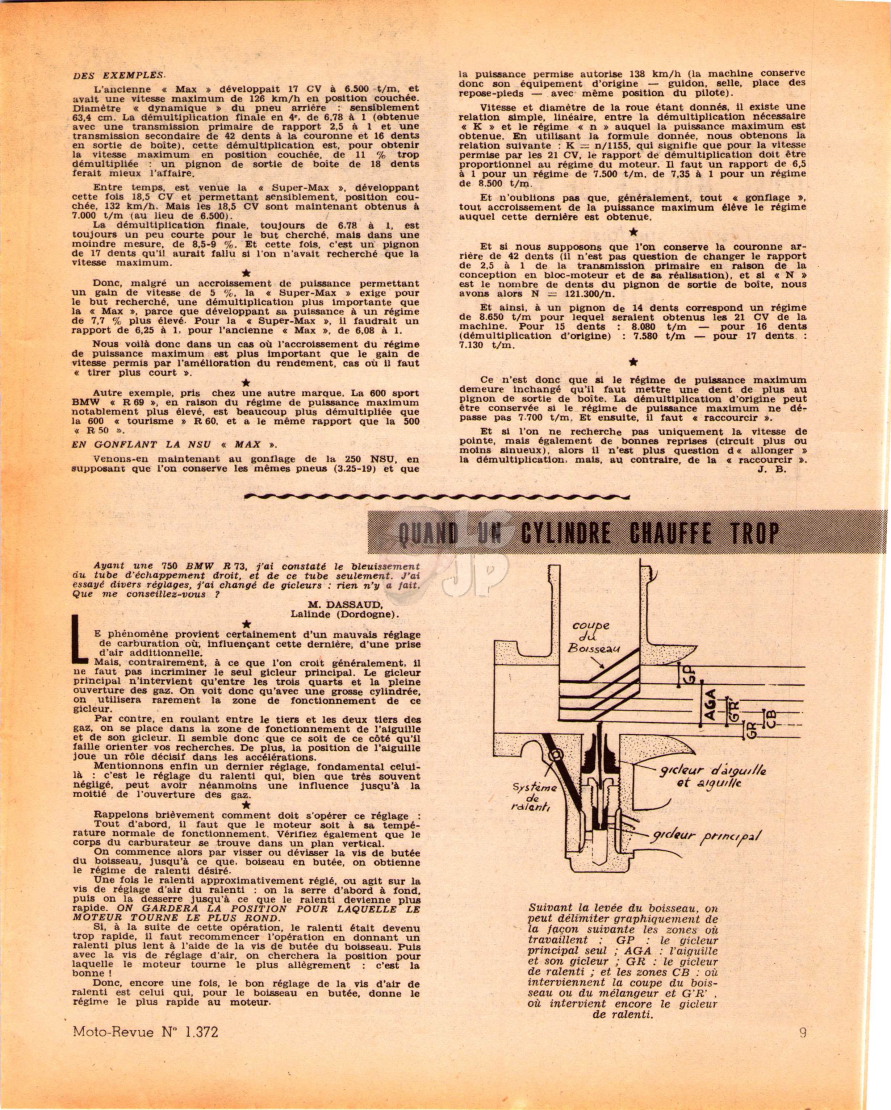 DES EXEMPLES.
L'ancienne « Max » développait 17 CV à 6.500 t/m, et
avait une vitesse maximum de 126 km/h en position couchée.
Diamètre « dynamique » du pneu arrière : sensiblement
63,4 cm. La démultiplication finale en 4e, de 6,78 à 1 (obtenue
avec une transmission primaire de rapport 2,5 à 1 et une
transmission secondaire de 42 dents à la couronne et 16 dents
en sortie de boîte), cette démultiplication est, pour obtenir
la vitesse maximum en position couchée, de 11 % trop
démultipliée : un pignon de sortie de boîte de 18 dents
ferait mieux l'affaire.
Entre temps, est venue la « Super-Max », développant
cette fois 18,5 CV et permettant sensiblement, position cou-
chée, 132 km/h. Mais les 18,5 CV sont maintenant obtenus à
7.000 t/m (au lieu de 6.500).
La démultiplication finale, toujours de 6.78 à 1, est
toujours un peu courte pour le but cherché, mais dans une
moindre mesure, de 8,5-9 %. Et cette fois, c'est un pignon
de 17 dents qu'il aurait fallu si l'on n'avait recherché que la
vitesse maximum.
★
Donc, malgré un accroissement de puissance permettant
un gain de vitesse de 5 %, la « Super-Max » exige pour
le but recherché, une démultiplication plus importante que
la « Max », parce que développant sa puissance à un régime
de 7,7 % plus élevé. Pour la « Super-Max », il faudrait un
rapport de 6,25 à 1, pour l'ancienne « Max », de 6,08 à 1.
Nous voilà donc dans un cas où l'accroissement du régime
de puissance maximum est plus important que le gain de
vitesse permis par l'amélioration du rendement, cas où il faut
« tirer plus court ».
★
Autre exemple, pris chez une autre marque. La 600 sport
BMW « R 69 », en raison du régime de puissance maximum
notablement plus élevé, est beaucoup plus démultipliée que
la 600 « tourisme » R 60, et a le même rapport que la 500
« R 50 ».
EN GONFLANT LA NSU « MAX ».
Venons-en maintenant au gonflage de la 250 NSU, en
supposant que l'on conserve les mêmes pneus (3.25-19) et que
la puissance permise autorise 138 km/h (la machine conserve
donc son équipement d'origine — guidon, selle, place des
repose-pieds — avec même position du pilote).
Vitesse et diamètre de la roue étant donnés, il existe une
relation simple, linéaire, entre la démultiplication nécessaire
« K » et le régime « n » auquel la puissance maximum est
obtenue. En utilisant la formule donnée, nous obtenons la
relation suivante : K = n/1155, qui signifie que pour la vitesse
permise par les 21 CV, le rapport de démultiplication doit être
proportionnel au régime du moteur. Il faut un rapport de 6,5
à 1 pour un régime de 7.500 t/m, de 7,35 à 1 pour un régime
de 8.500 t/m.
Et n'oublions pas que, généralement, tout « gonflage »,
tout accroissement de la puissance maximum élève le régime
auquel cette dernière est obtenue.
★
Et si nous supposons que l'on conserve la couronne ar-
rière de 42 dents (il n'est pas question de changer le rapport
de 2,5 à 1 de la transmission primaire en raison de la
conception en bloc-moteur et de sa réalisation), et si « N »
est le nombre de dents du pignon de sortie de boîte, nous
avons alors N = 121.300/n.
Et ainsi, à un pignon de 14 dents correspond un régime
de 8.650 t/m pour lequel seraient obtenus les 21 CV de la
machine. Pour 15 dents : 8.080 t/m — pour 16 dents
(démultiplication d'origine) : 7.580 t/m — pour 17 dents :
7.130 t/m.
★
Ce n'est donc que si le régime de puissance maximum
demeure inchangé qu'il faut mettre une dent de plus au
pignon de sortie de boîte. La démultiplication d'origine peut
être conservée si le régime de puissance maximum ne dé-
passe pas 7.700 t/m. Et ensuite, il faut « raccourcir ».
Et si l'on ne recherche pas uniquement la vitesse de
pointe, mais également de bonnes reprises (circuit plus ou
moins sinueux), alors il n'est plus question d « allonger »
la démultiplication, mais, au contraire, de la « raccourcir ».
J. B.
QUAND UN CYLINDRE CHAUFFE TROP
LC
JP
Ayant une 750 BMW R 73, j'ai constaté le bleuissement
du tube d'échappement droit, et de ce tube seulement. J'ai
essayé divers réglages, j'ai changé de gicleurs : rien n'y a fait.
Que me conseillez-vous ?
M. DASSAUD,
Lalinde (Dordogne).
★
LE phénomène provient certainement d'un mauvais réglage
de carburation où, influençant cette dernière, d'une prise
d'air additionnelle.
Mais, contrairement, à ce que l'on croit généralement, il
ne faut pas incriminer le seul gicleur principal. Le gicleur
principal n'intervient qu'entre les trois quarts et la pleine
ouverture des gaz. On voit donc qu'avec une grosse cylindrée,
on utilisera rarement la zone de fonctionnement de ce
gicleur.
Par contre, en roulant entre le tiers et les deux tiers des
gaz, on se place dans la zone de fonctionnement de l'aiguille
et de son gicleur. Il semble donc que ce soit de ce côté qu'il
faille orienter vos recherches. De plus, la position de l'aiguille
joue un rôle décisif dans les accélérations.
Mentionnons enfin un dernier réglage, fondamental celui-
là : c'est le réglage du ralenti qui, bien que très souvent
négligé, peut avoir néanmoins une influence jusqu'à la
moitié de l'ouverture des gaz.
★
Rappelons brièvement comment doit s'opérer ce réglage :
Tout d'abord, il faut que le moteur soit à sa tempé-
rature normale de fonctionnement. Vérifiez également que le
corps du carburateur se trouve dans un plan vertical.
On commence alors par visser ou dévisser la vis de butée
du boisseau, jusqu'à ce que, boiseau en butée, on obtienne
le régime de ralenti désiré.
Une fois le ralenti approximativement réglé, ou agit sur la
vis de réglage d'air du ralenti : on la serre d'abord à fond,
puis on la desserre jusqu'à ce que le ralenti devienne plus
rapide. ON GARDERA LA POSITION POUR LAQUELLE LE
MOTEUR TOURNE LE PLUS ROND.
Si, à la suite de cette opération, le ralenti était devenu
trop rapide, il faut recommencer l'opération en donnant un
ralenti plus lent à l'aide de la vis de butée du boisseau. Puis
avec la vis de réglage d'air, on cherchera la position pour
laquelle le moteur tourne le plus allégrement : c'est la
bonne !
Donc, encore une fois, le bon réglage de la vis d'air de
ralenti est celui qui, pour le boisseau en butée, donne le
régime le plus rapide au moteur.
coupe
du
Boisseau
GP
AGA
G'R'
CB
GR
gicleur d'aiguille
et aiguille
Système
de
ralenti
gicleur principal
Suivant la levée du boisseau, on
peut délimiter graphiquement de
la façon suivante les zones où
travaillent : GP : le gicleur
principal seul ; AGA : l'aiguille
et son gicleur ; GR : le gicleur
de ralenti ; et les zones CB : où
interviennent la coupe du bois-
seau ou du mélangeur et G'R' ,
où intervient encore le gicleur
de ralenti.
Moto-Revue N° 1.372
9